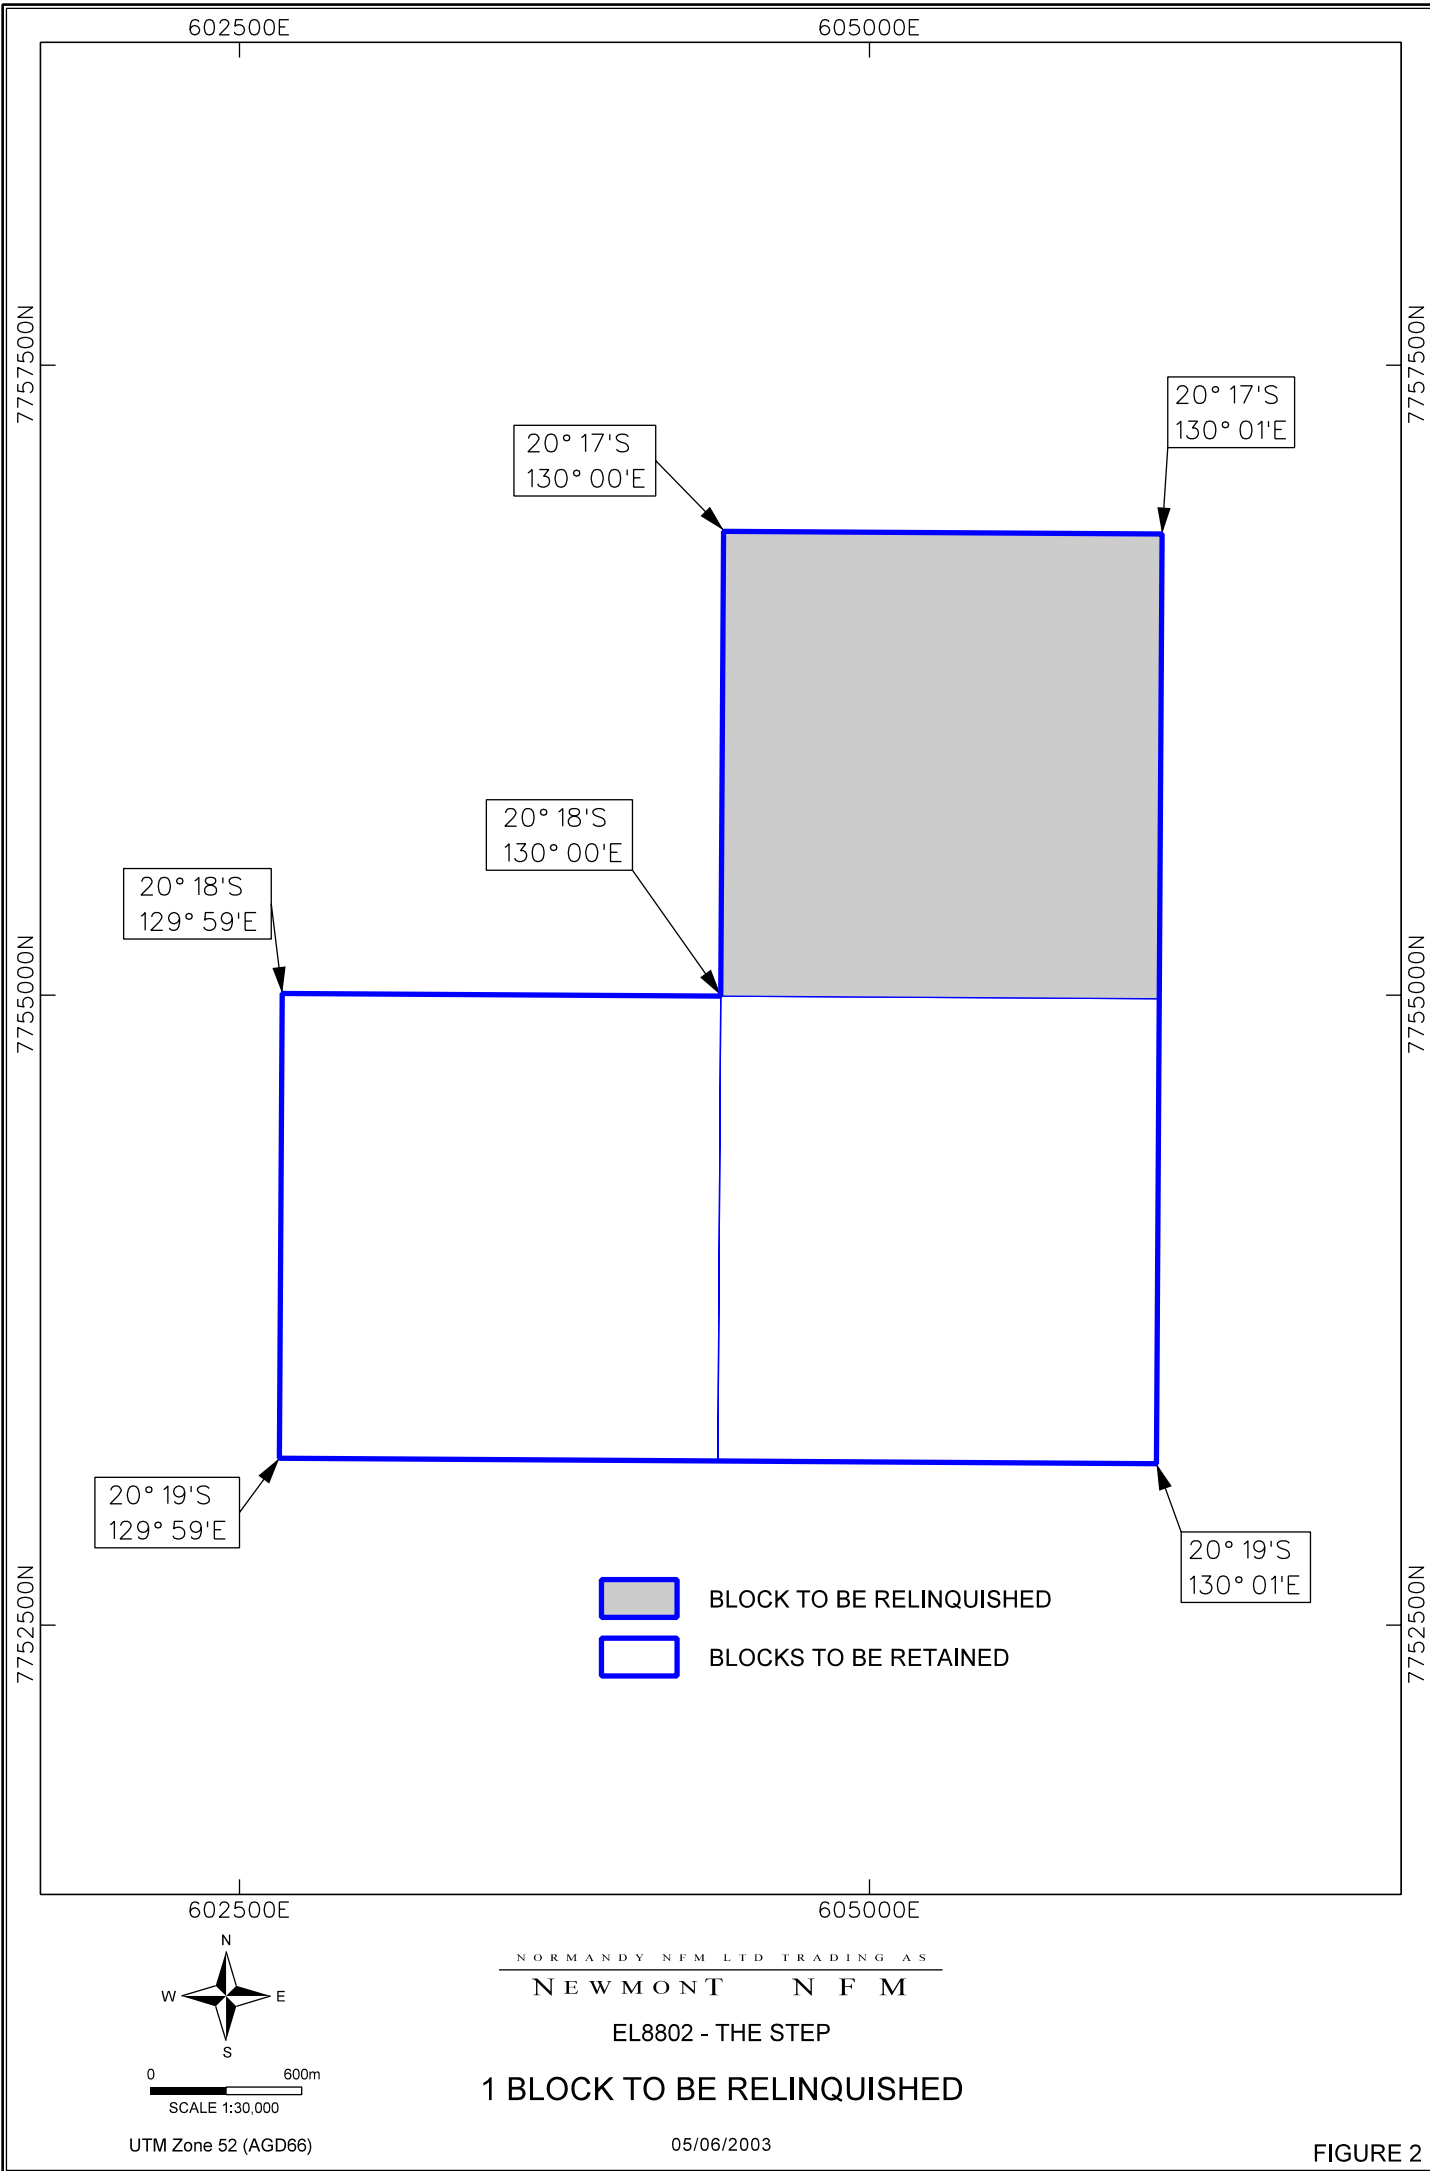 602500E
605000E
7757500N
7757500N
20° 17'S
130° 01'E
20° 17'S
130° 00'E
20° 18'S
130° 00'E
20° 18'S
129° 59'E
7755000N
7755000N
20° 19'S
129° 59'E
20° 19'S
130° 01'E
7752500N
7752500N
BLOCK TO BE RELINQUISHED
BLOCKS TO BE RETAINED
602500E
605000E
N
W
E
S
0
600m
SCALE 1:30,000
UTM Zone 52 (AGD66)
NORMANDY NFM LTD TRADING AS
NEWMONT NFM
EL8802 - THE STEP
1 BLOCK TO BE RELINQUISHED
05/06/2003
FIGURE 2